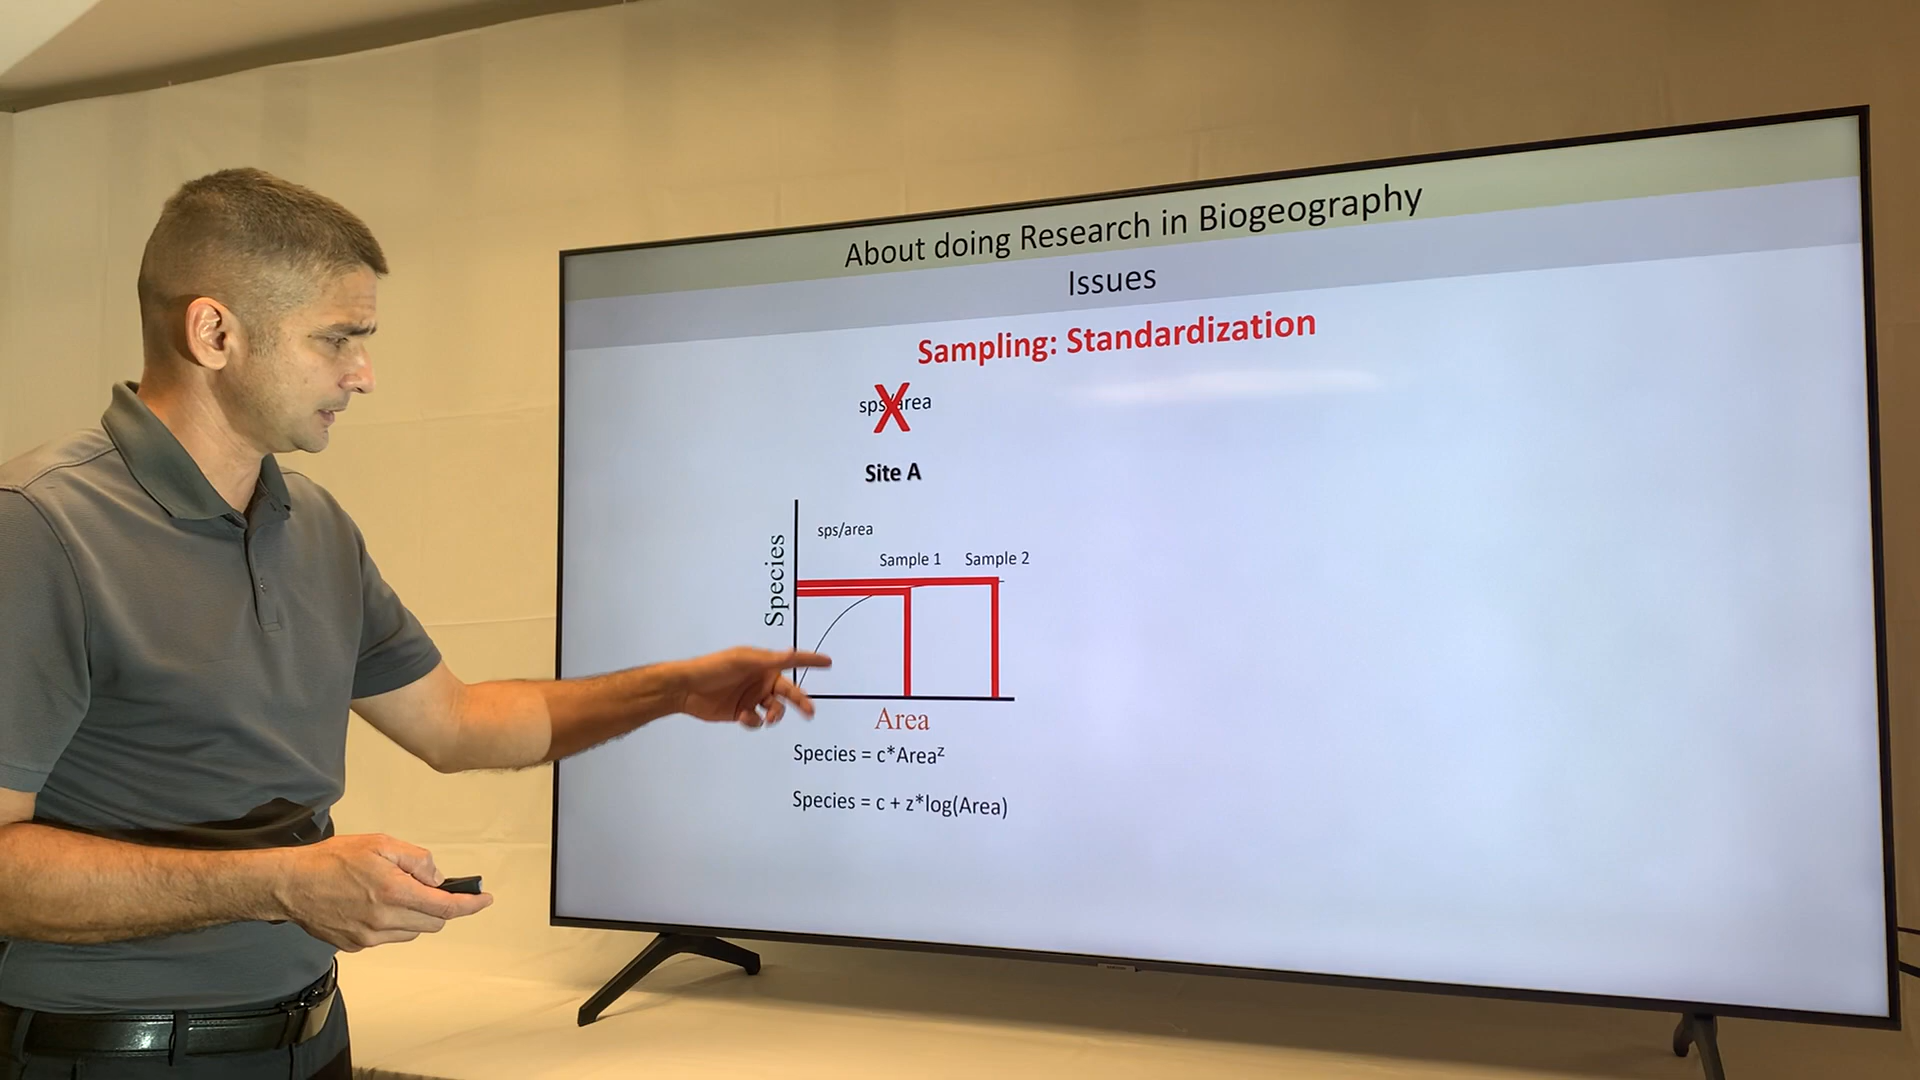 About doing Research in Biogeography
Issues
Sampling: Standardization
sps/area
Site A
sps/area
Sample 1 Sample 2
Species
Area
Species = c*Areaᶻ
Species = c + z*log(Area)